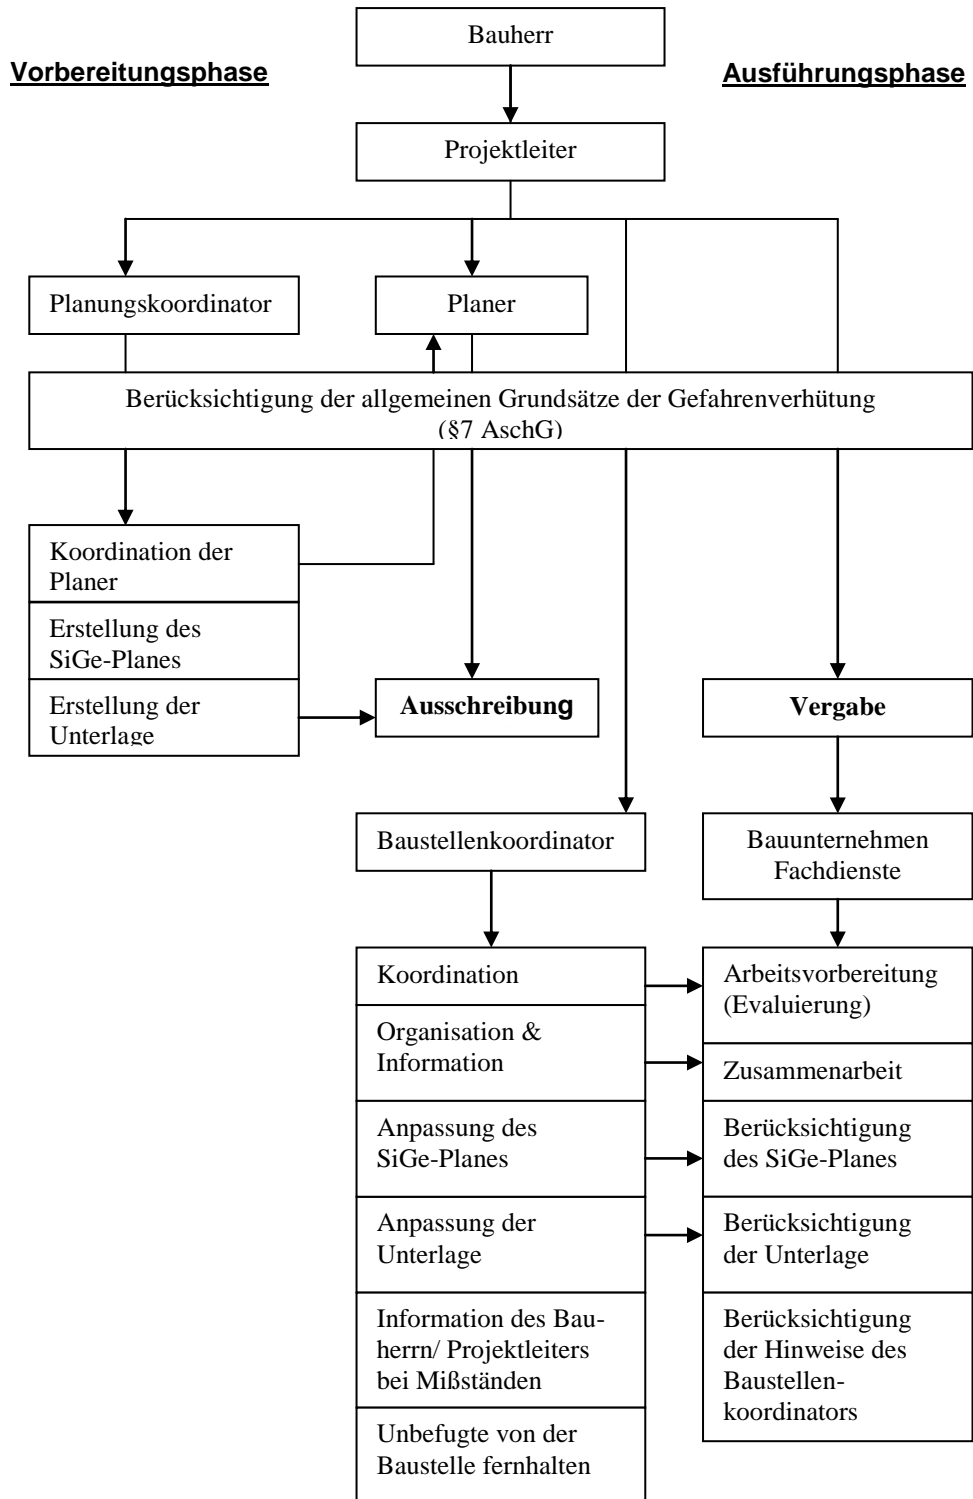 Bauherr
Vorbereitungsphase
Ausführungsphase
Projektleiter
Planungskoordinator
Planer
Berücksichtigung der allgemeinen Grundsätze der Gefahrenverhütung
(§7 AschG)
Koordination der
Planer
Erstellung des
SiGe-Planes
Erstellung der
Unterlage
Ausschreibung
Vergabe
Baustellenkoordinator
Bauunternehmen
Fachdienste
Koordination
Organisation &
Information
Anpassung des
SiGe-Planes
Anpassung der
Unterlage
Information des Bau-
herrn/ Projektleiters
bei Mißständen
Unbefugte von der
Baustelle fernhalten
Arbeitsvorbereitung
(Evaluierung)
Zusammenarbeit
Berücksichtigung
des SiGe-Planes
Berücksichtigung
der Unterlage
Berücksichtigung
der Hinweise des
Baustellen-
koordinators